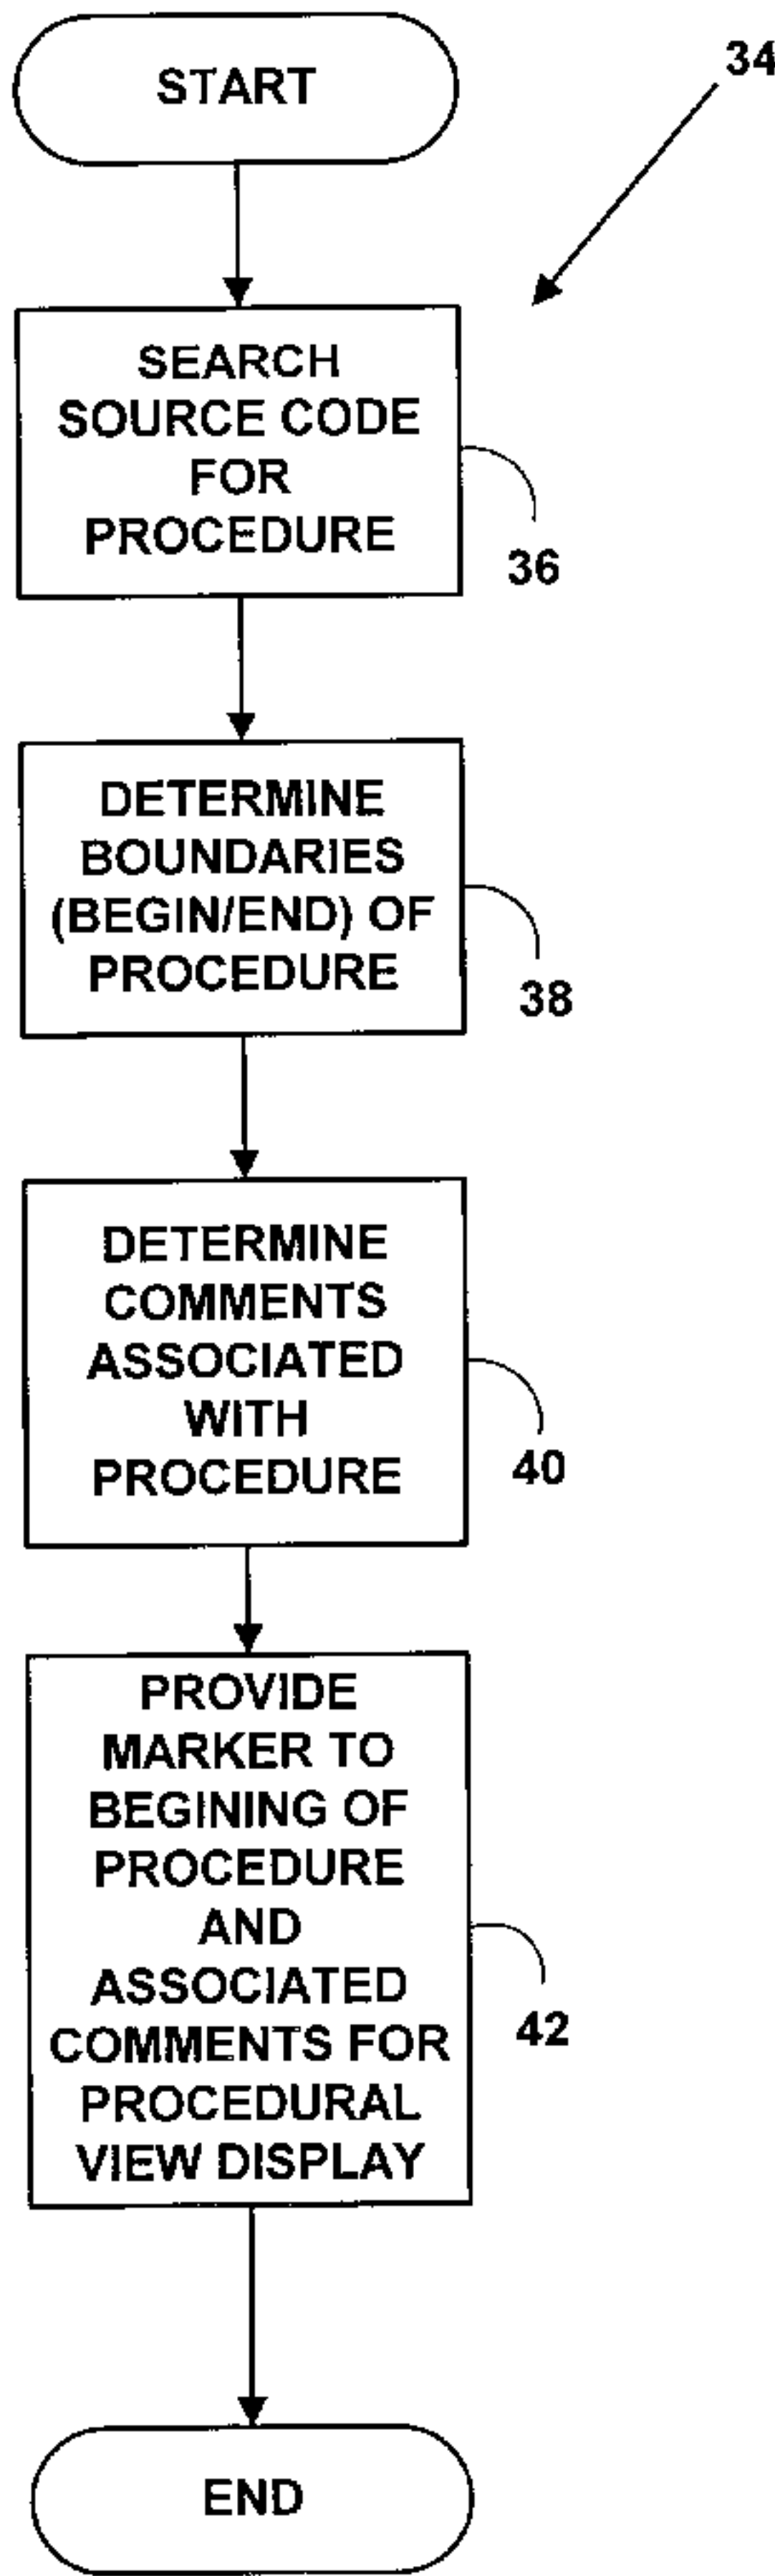 START
34
SEARCH
SOURCE CODE
FOR
PROCEDURE
36
DETERMINE
BOUNDARIES
(BEGIN/END) OF
PROCEDURE
38
DETERMINE
COMMENTS
ASSOCIATED
WITH
PROCEDURE
40
PROVIDE
MARKER TO
BEGINING OF
PROCEDURE
AND
ASSOCIATED
COMMENTS FOR
PROCEDURAL
VIEW DISPLAY
42
END